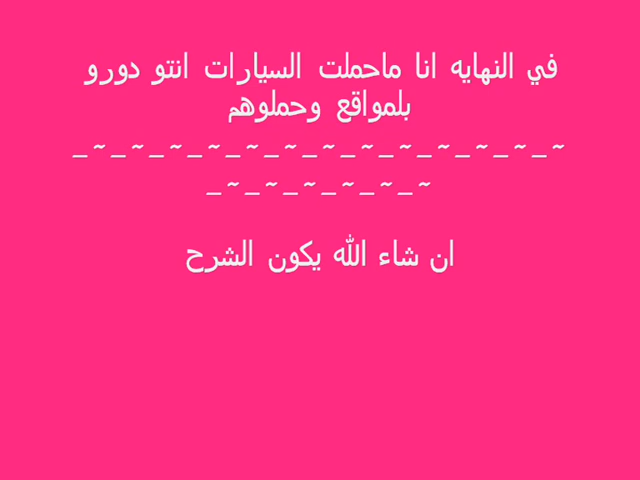 في النهايه انا ماحملت السيارات انتو دورو
بلمواقع وحملوهم
~_~_~_~_~_~_~_~_~_~_~_~_~_
~_~_~_~_~_~_
ان شاء الله يكون الشرح